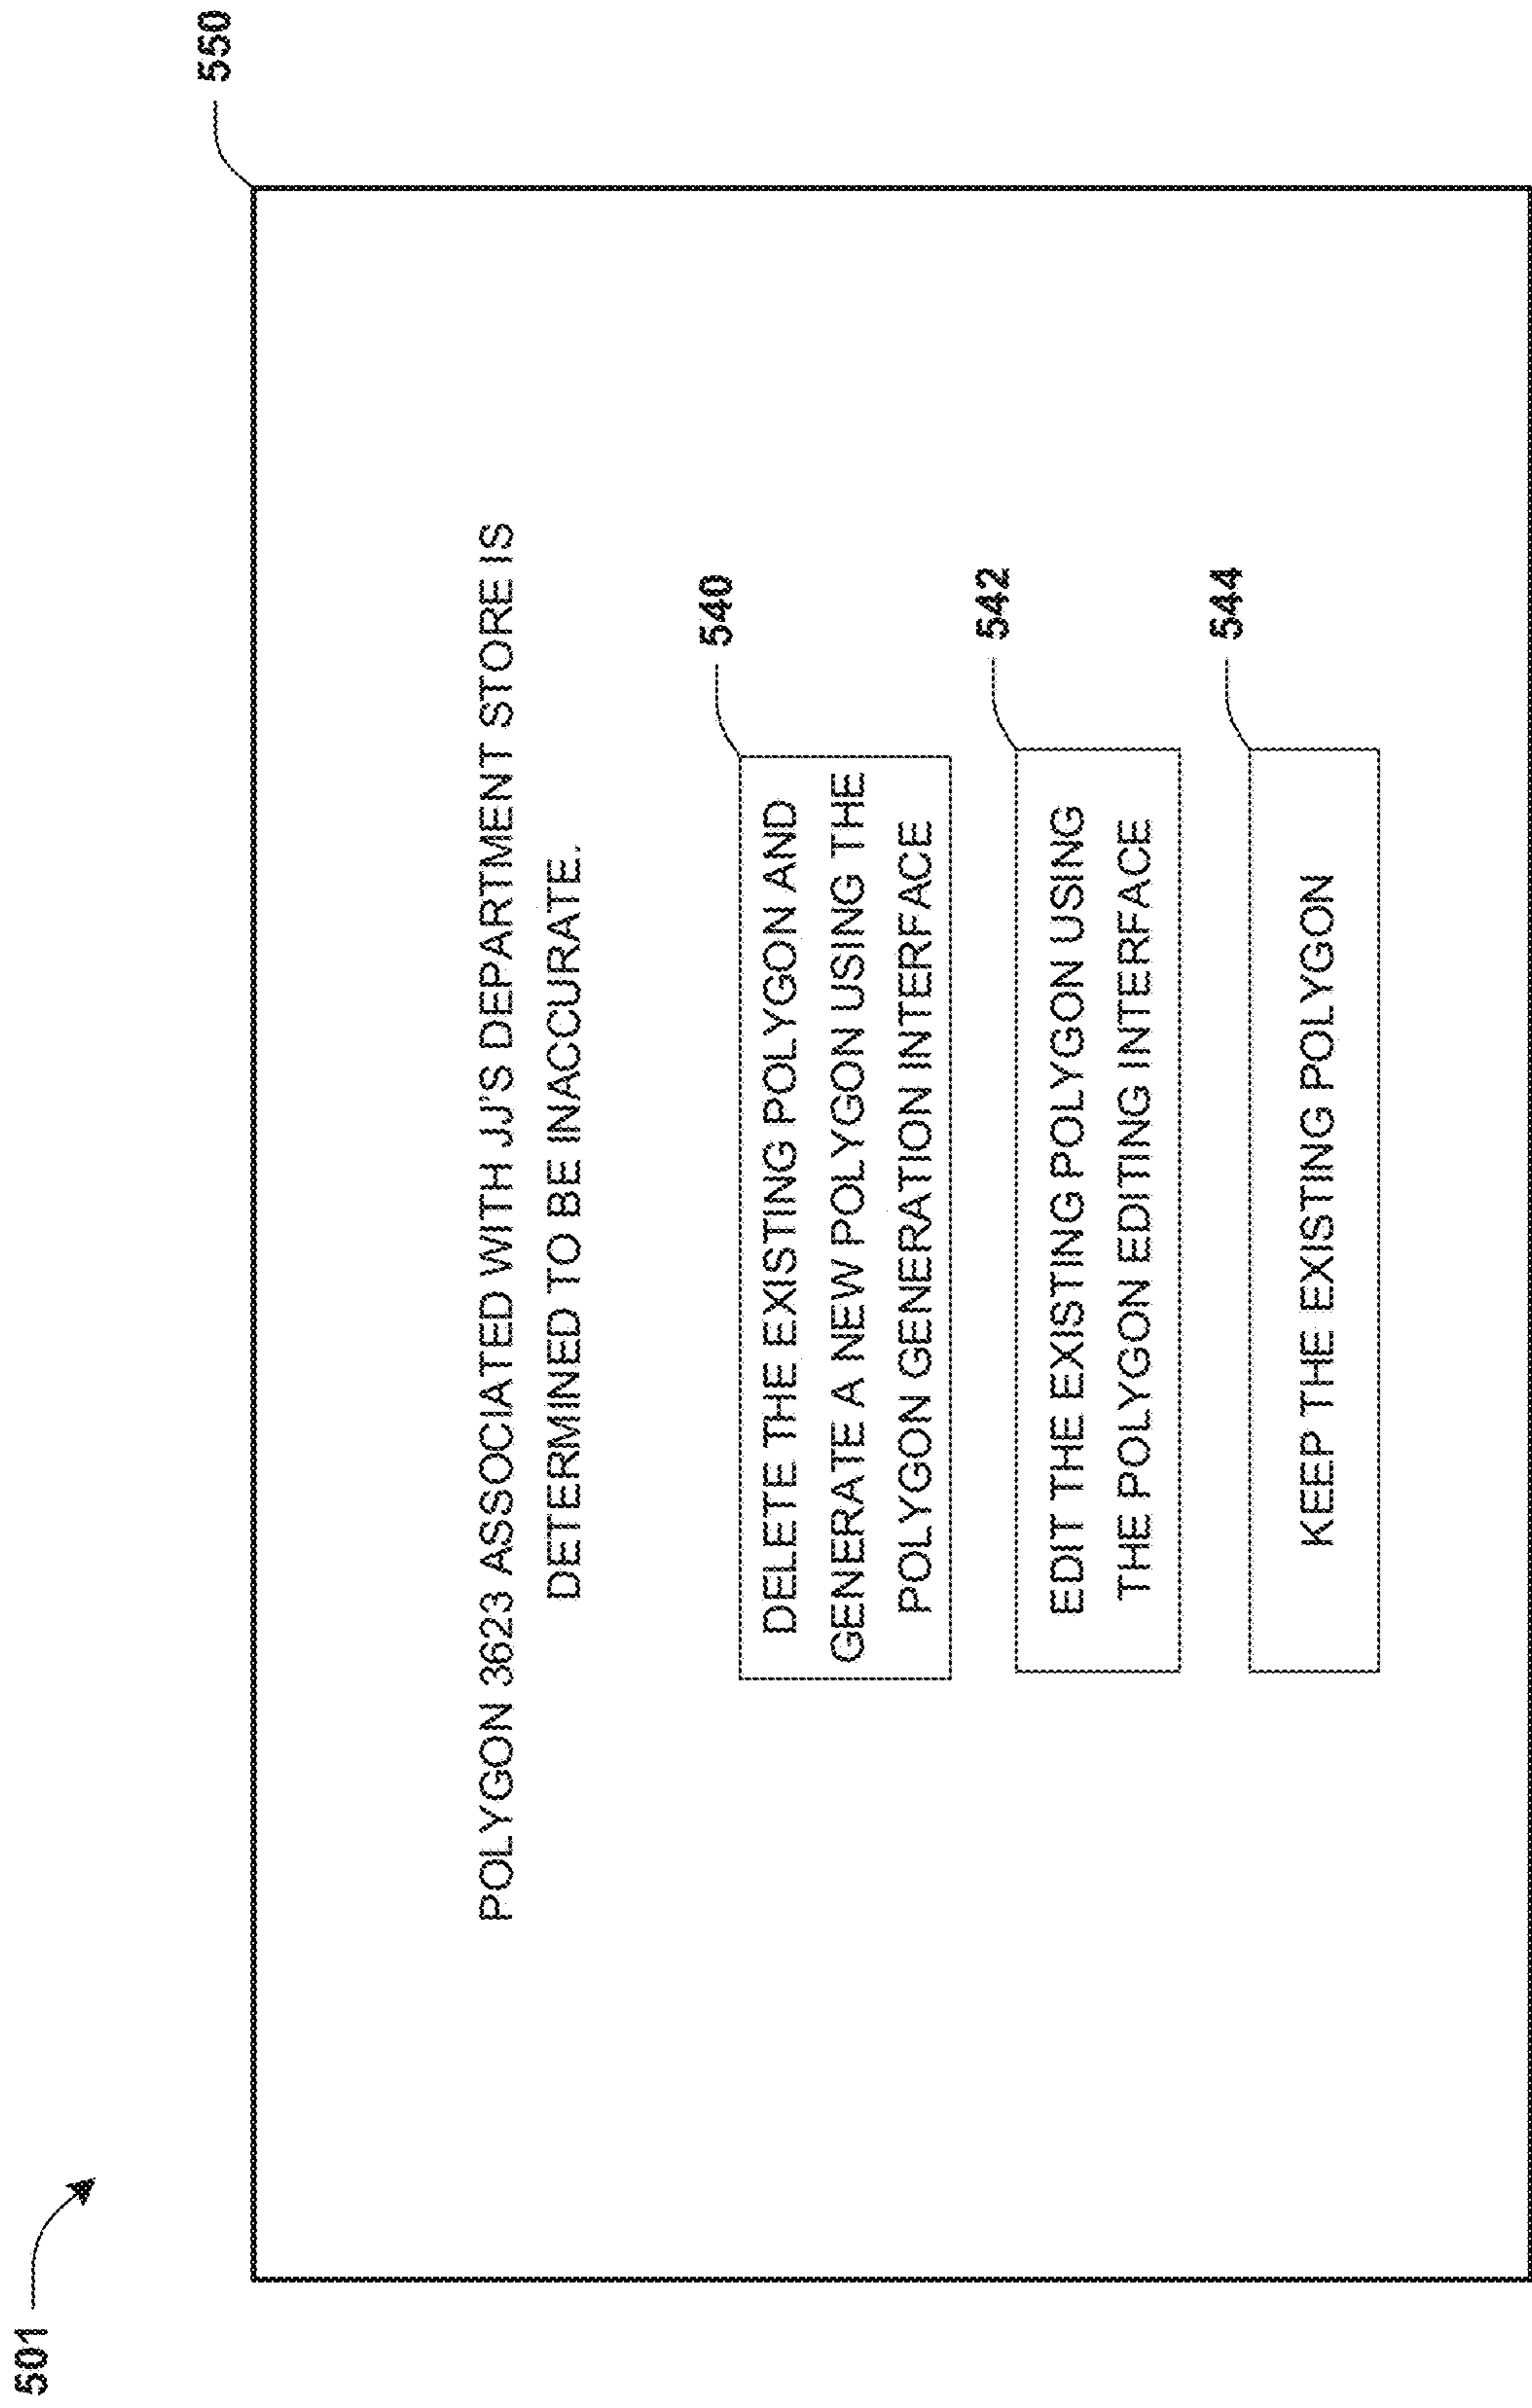 501
550
POLYGON 3623 ASSOCIATED WITH JJ'S DEPARTMENT STORE IS
DETERMINED TO BE INACCURATE.
540
DELETE THE EXISTING POLYGON AND
GENERATE A NEW POLYGON USING THE
POLYGON GENERATION INTERFACE
542
EDIT THE EXISTING POLYGON USING
THE POLYGON EDITING INTERFACE
544
KEEP THE EXISTING POLYGON